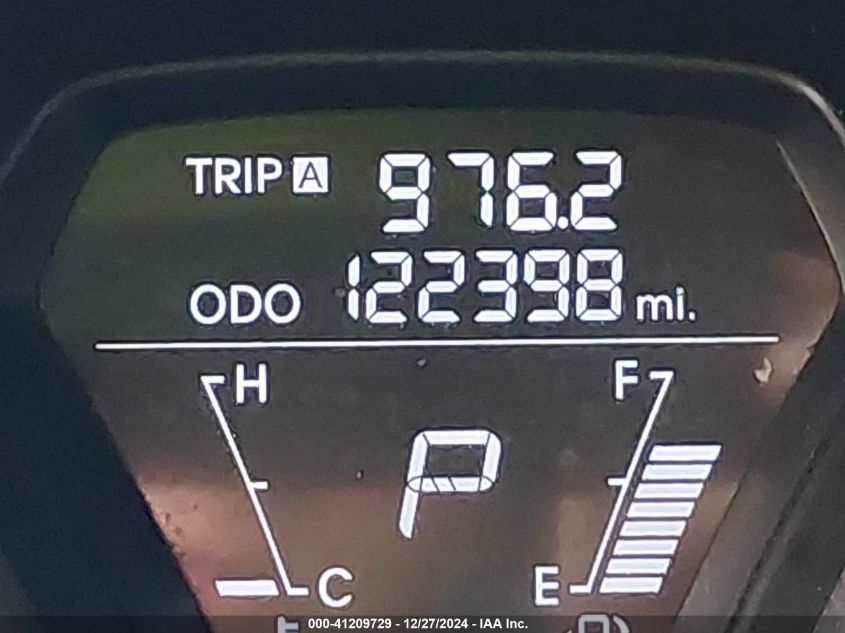 TRIP A 976.2
ODO 122398 mi.
H F
P
C E
000-41209729 - 12/27/2024 - IAA Inc.